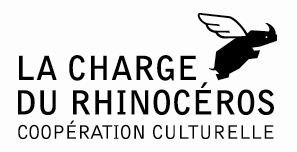 LA CHARGE
DU RHINOCÉROS
COOPÉRATION CULTURELLE